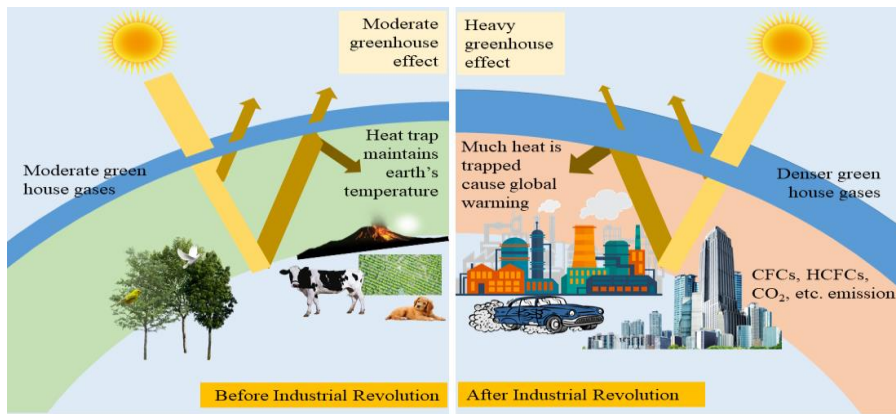 Moderate
greenhouse
effect
Moderate green
house gases
Heat trap
maintains
earth's
temperature
Before Industrial Revolution
Heavy
greenhouse
effect
Much heat is
trapped
cause global
warming
Denser green
house gases
CFCs, HCFCs,
CO₂, etc. emission
After Industrial Revolution